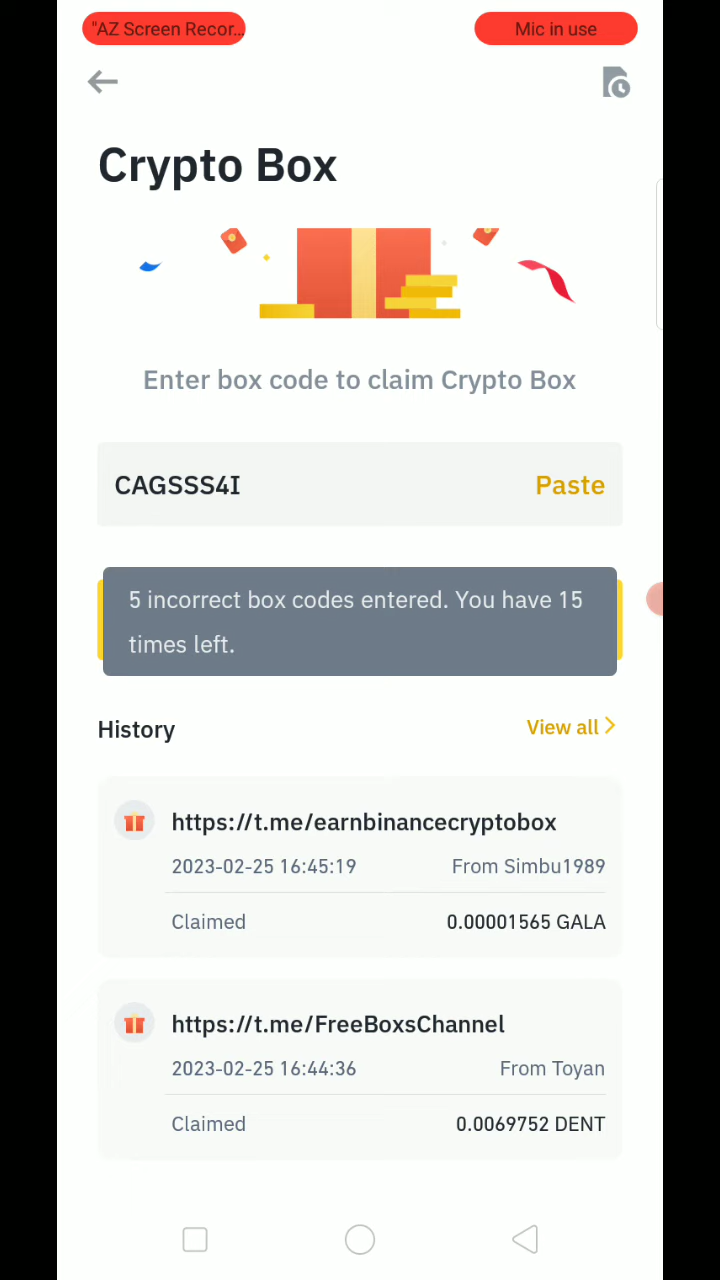 "AZ Screen Recor...
Mic in use
Crypto Box
Enter box code to claim Crypto Box
CAGSSS4I
Paste
5 incorrect box codes entered. You have 15
times left.
History
View all
https://t.me/earnbinancecryptobox
2023-02-25 16:45:19
From Simbu1989
Claimed
0.00001565 GALA
https://t.me/FreeBoxsChannel
2023-02-25 16:44:36
From Toyan
Claimed
0.0069752 DENT